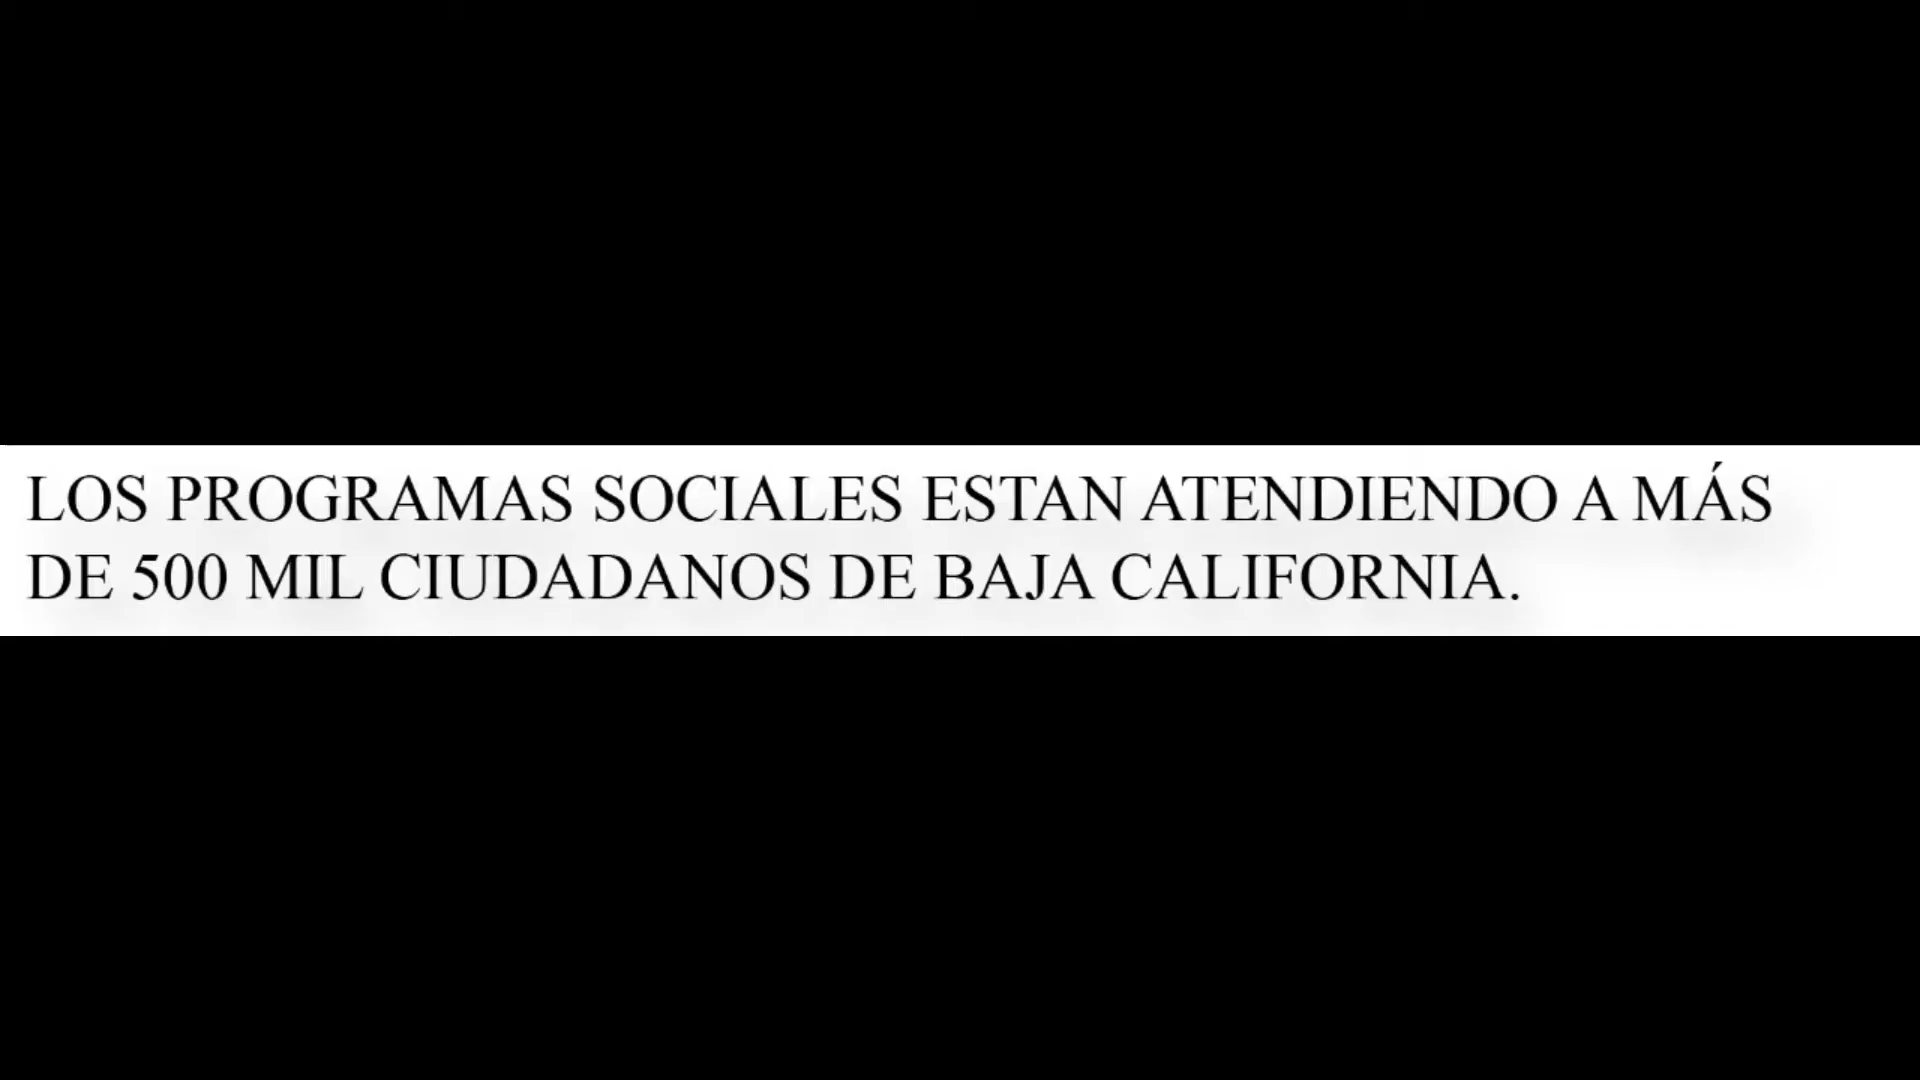 LOS PROGRAMAS SOCIALES ESTAN ATENDIENDO A MÁS
DE 500 MIL CIUDADANOS DE BAJA CALIFORNIA.